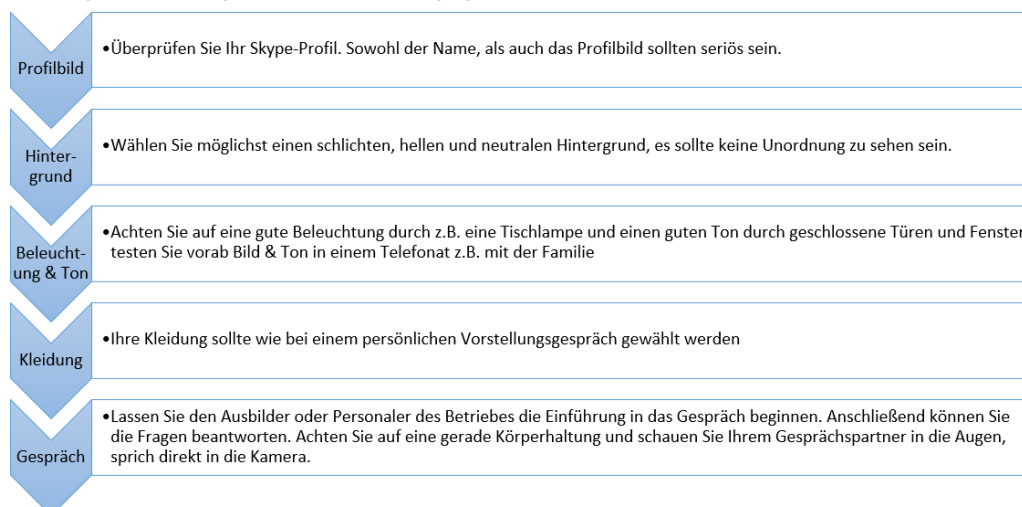 Profilbild
•Überprüfen Sie Ihr Skype-Profil. Sowohl der Name, als auch das Profilbild sollten seriös sein.
Hinter-
grund
•Wählen Sie möglichst einen schlichten, hellen und neutralen Hintergrund, es sollte keine Unordnung zu sehen sein.
Beleucht-
ung & Ton
•Achten Sie auf eine gute Beleuchtung durch z.B. eine Tischlampe und einen guten Ton durch geschlossene Türen und Fenster
testen Sie vorab Bild & Ton in einem Telefonat z.B. mit der Familie
Kleidung
•Ihre Kleidung sollte wie bei einem persönlichen Vorstellungsgespräch gewählt werden
Gespräch
•Lassen Sie den Ausbilder oder Personaler des Betriebes die Einführung in das Gespräch beginnen. Anschließend können Sie
die Fragen beantworten. Achten Sie auf eine gerade Körperhaltung und schauen Sie Ihrem Gesprächspartner in die Augen,
sprich direkt in die Kamera.